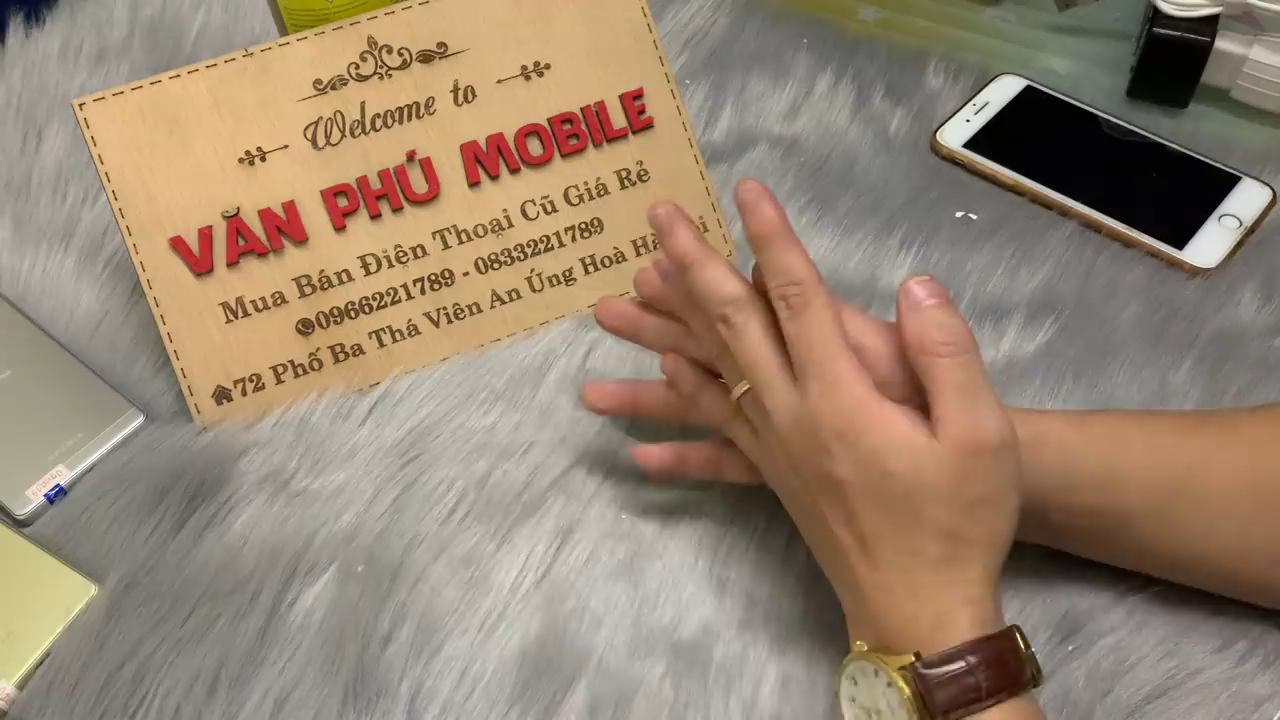 Welcome to
VĂN PHÚ MOBILE
Mua Bán Điện Thoại Cũ Giá Rẻ
0966221789 - 0833221789
72 Phố Ba Thá Viên An Ứng Hoà